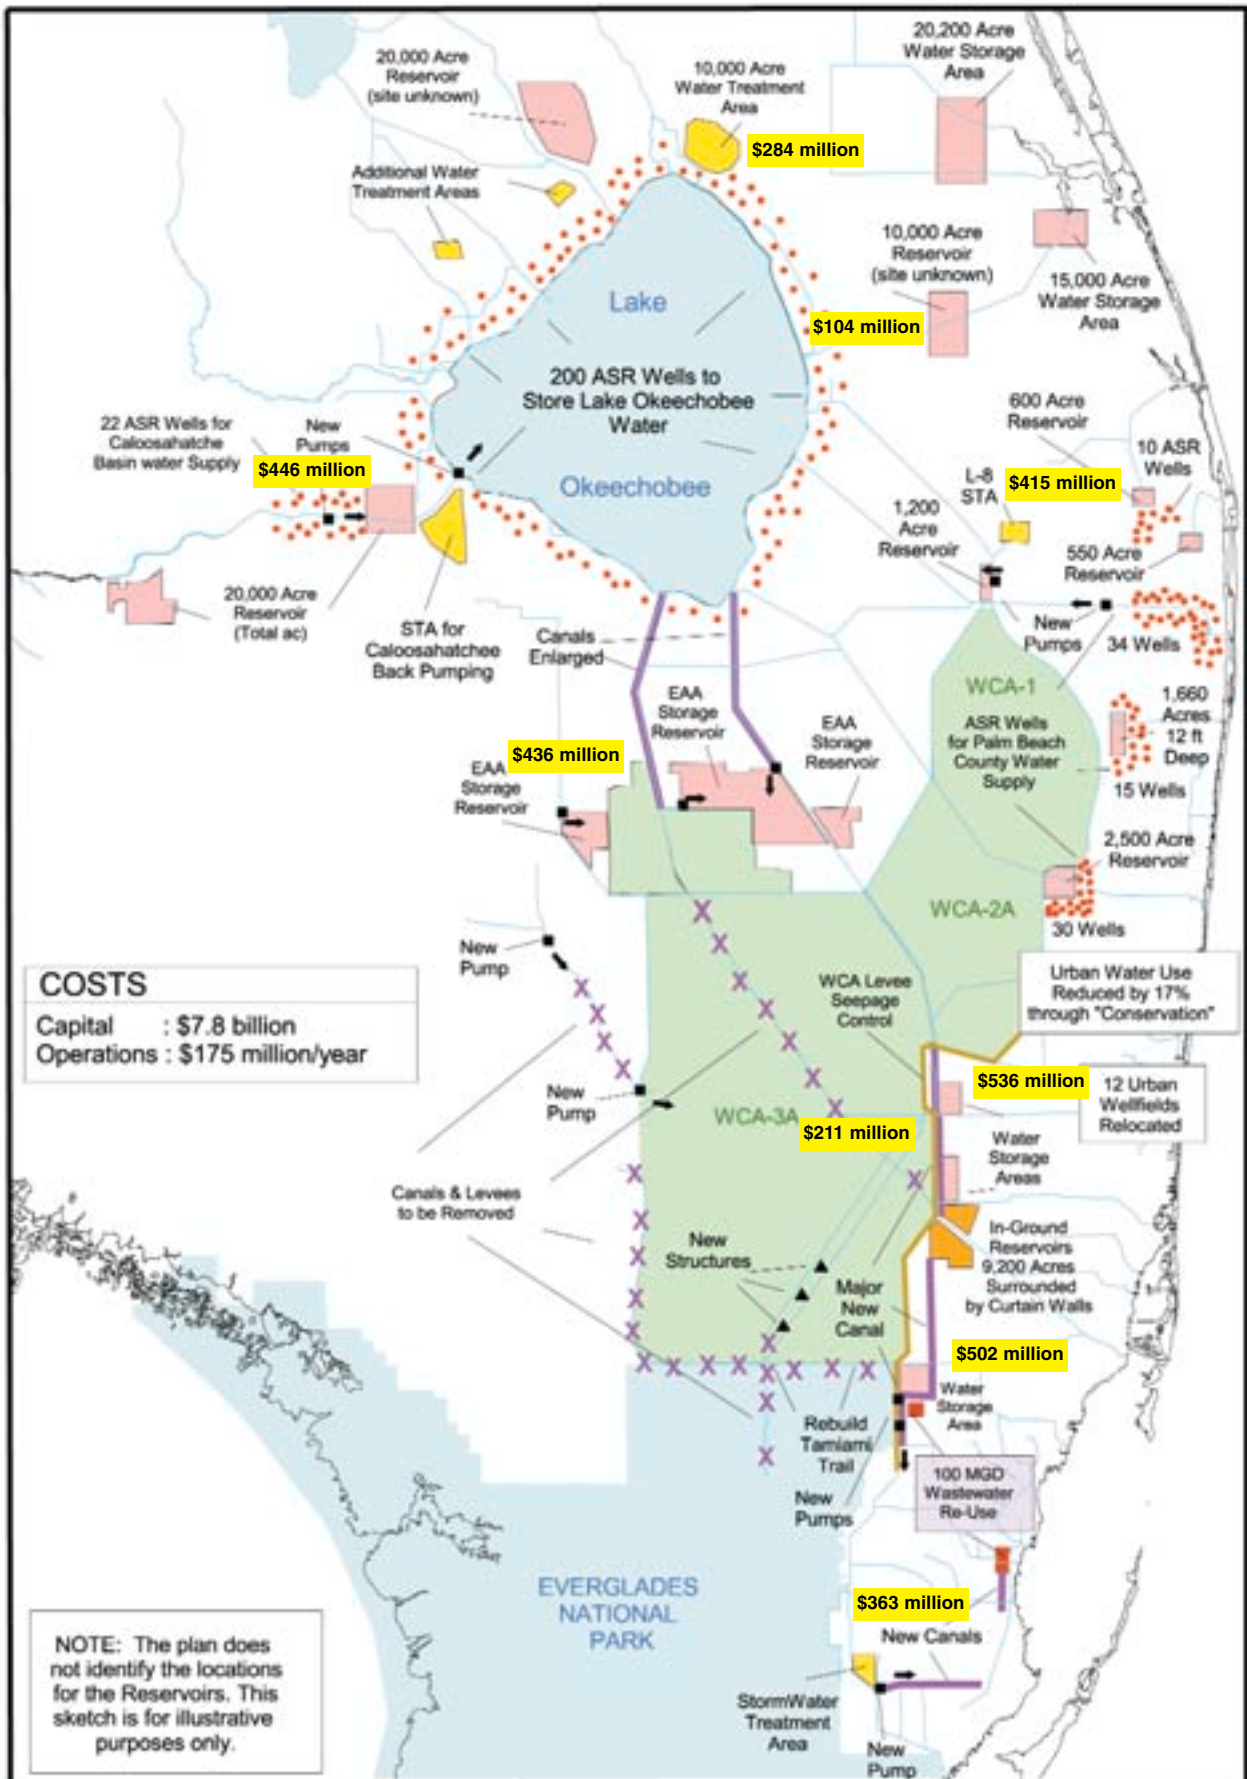 20,000 Acre
Reservoir
(site unknown)
10,000 Acre
Water Treatment
Area
$284 million
20,200 Acre
Water Storage
Area
Additional Water
Treatment Areas
10,000 Acre
Reservoir
(site unknown)
15,000 Acre
Water Storage
Area
$104 million
Lake
200 ASR Wells to
Store Lake Okeechobee
Water
Okeechobee
22 ASR Wells for
Caloosahatche
Basin water Supply
New
Pumps
$446 million
600 Acre
Reservoir
10 ASR
Wells
L-8
STA
$415 million
1,200
Acre
Reservoir
550 Acre
Reservoir
20,000 Acre
Reservoir
(Total ac)
STA for
Caloosahatchee
Back Pumping
Canals
Enlarged
New
Pumps
34 Wells
WCA-1
EAA
Storage
Reservoir
EAA
Storage
Reservoir
ASR Wells
for Palm Beach
County Water
Supply
1,660
Acres
12 ft
Deep
15 Wells
$436 million
EAA
Storage
Reservoir
2,500 Acre
Reservoir
WCA-2A
30 Wells
New
Pump
COSTS
Capital : $7.8 billion
Operations : $175 million/year
WCA Levee
Seepage
Control
Urban Water Use
Reduced by 17%
through "Conservation"
New
Pump
$536 million
12 Urban
Wellfields
Relocated
WCA-3A
$211 million
Water
Storage
Areas
Canals & Levees
to be Removed
New
Structures
Major
New
Canal
In-Ground
Reservoirs
9,200 Acres
Surrounded
by Curtain Walls
$502 million
Water
Storage
Area
Rebuild
Tamiami
Trail
New
Pumps
100 MGD
Wastewater
Re-Use
EVERGLADES
NATIONAL
PARK
$363 million
New Canals
StormWater
Treatment
Area
New
Pump
NOTE: The plan does
not identify the locations
for the Reservoirs. This
sketch is for illustrative
purposes only.